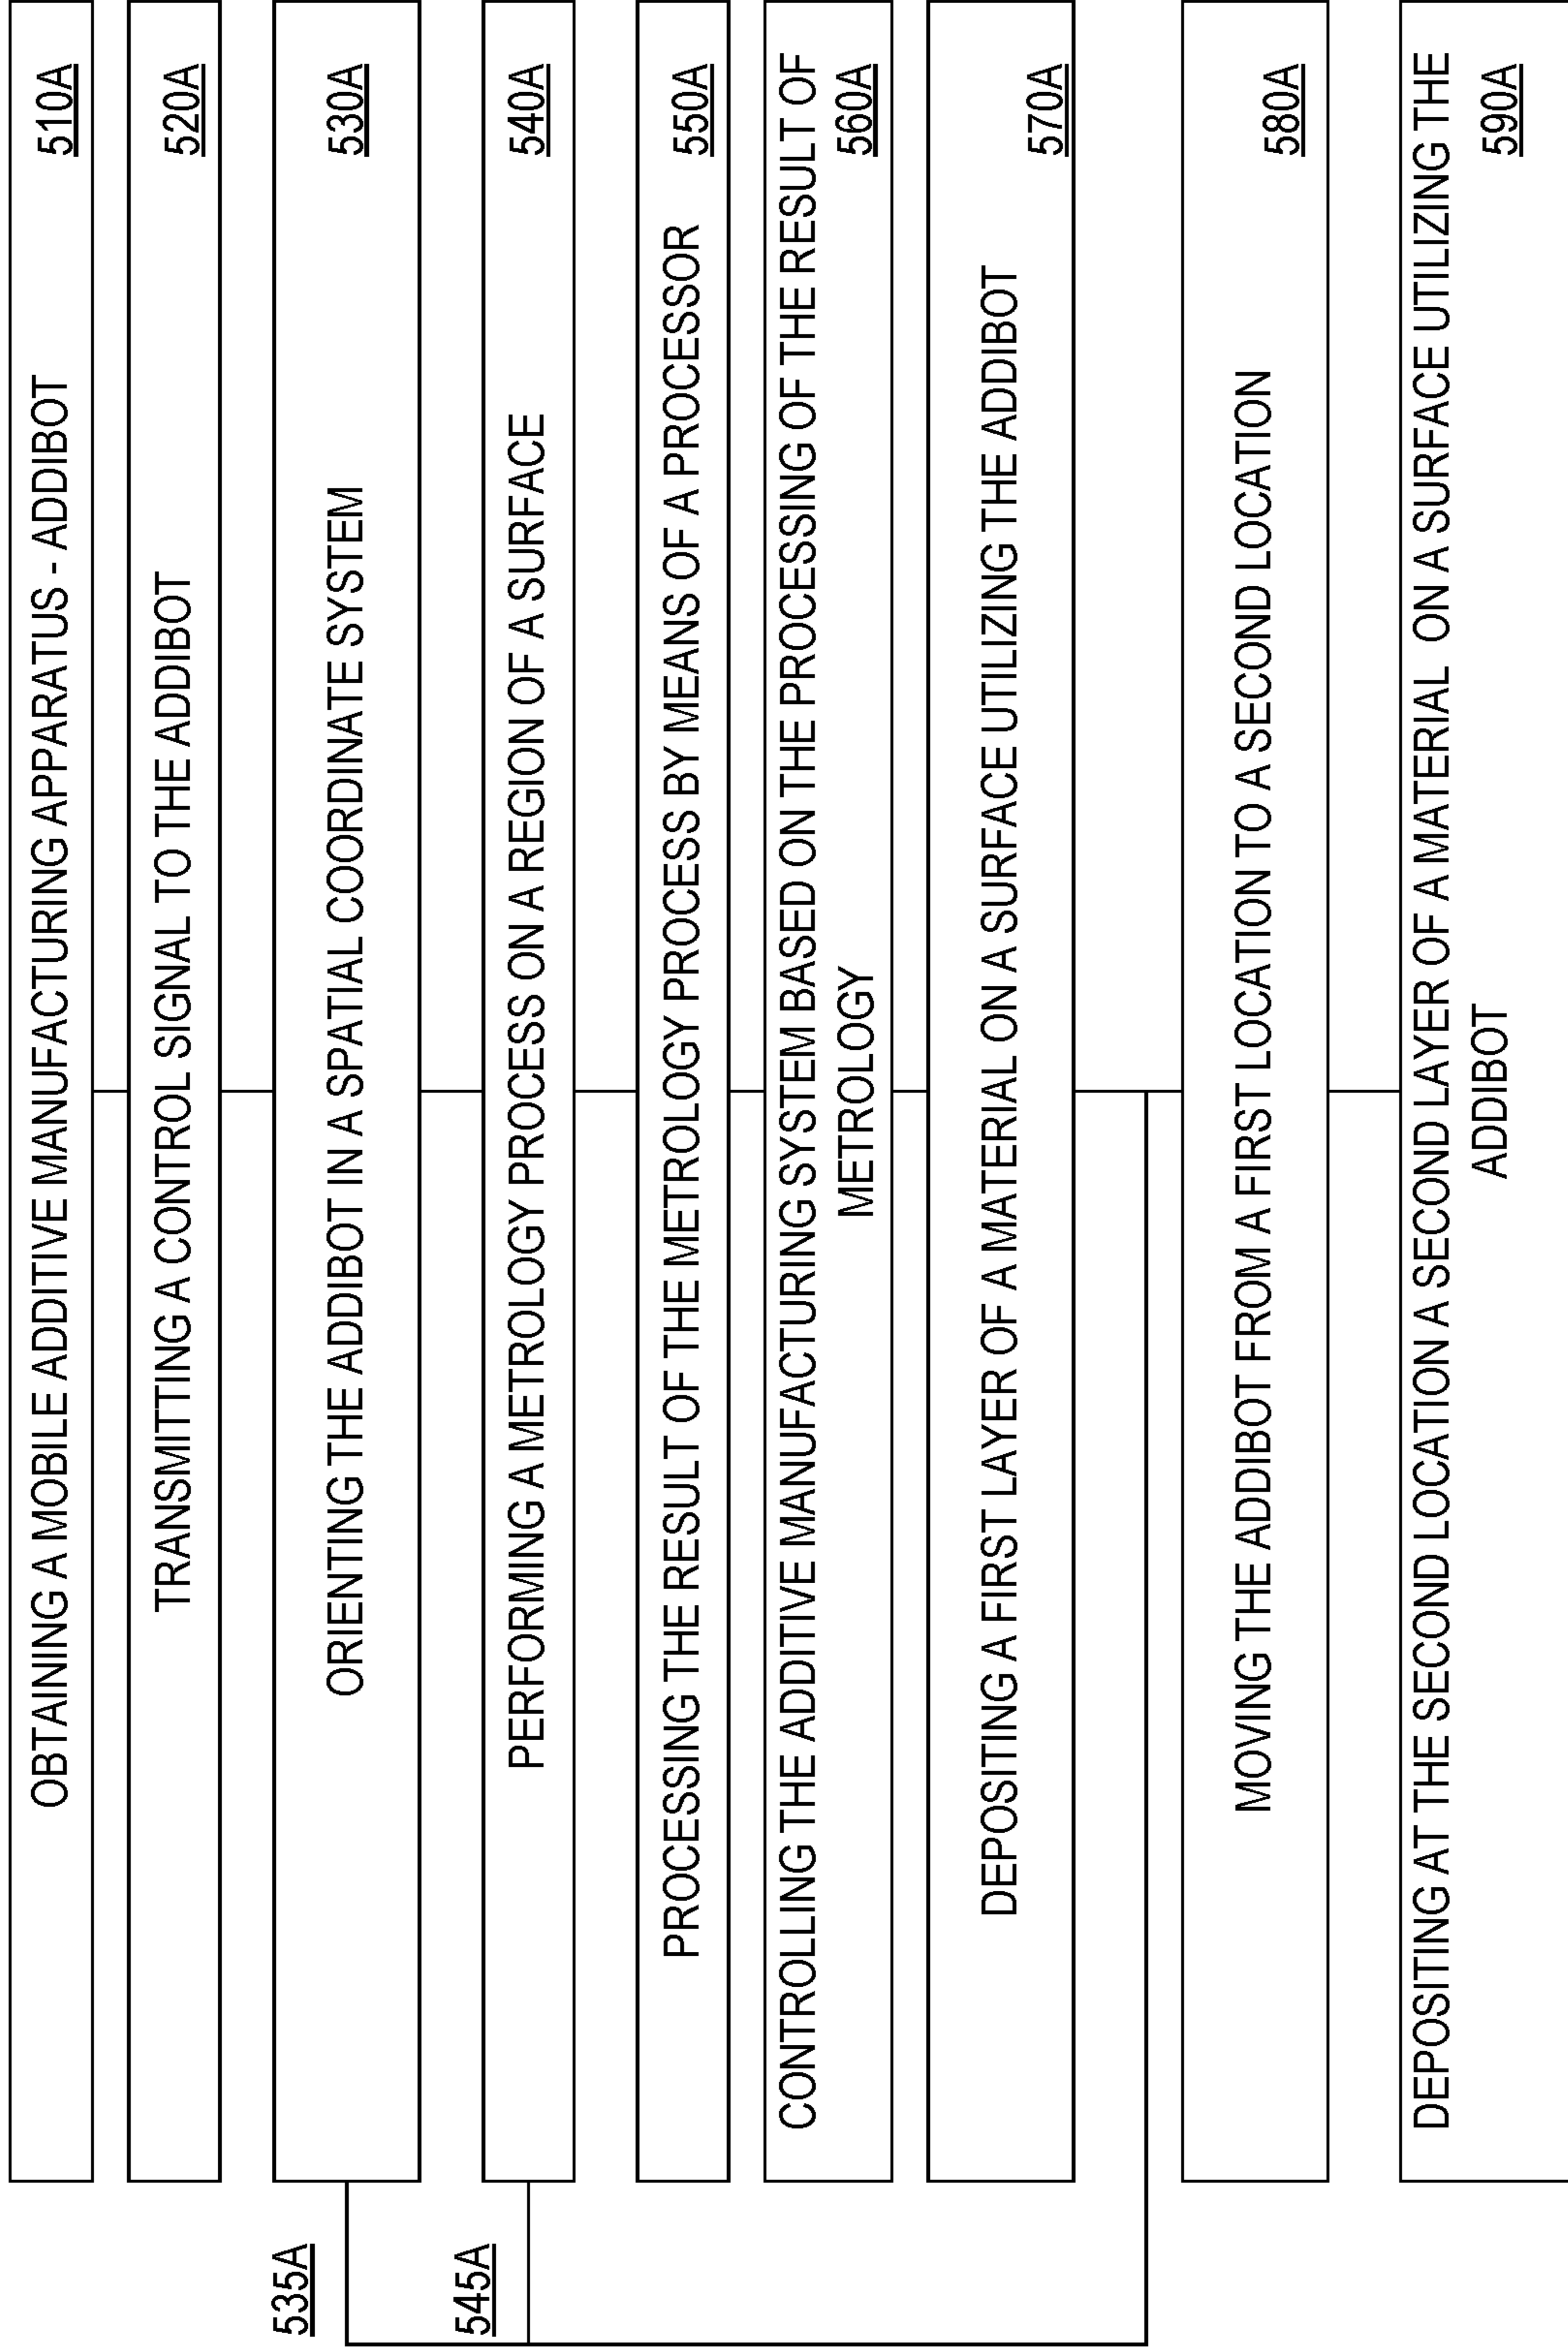 OBTAINING A MOBILE ADDITIVE MANUFACTURING APPARATUS - ADDIBOT
510A
TRANSMITTING A CONTROL SIGNAL TO THE ADDIBOT
520A
ORIENTING THE ADDIBOT IN A SPATIAL COORDINATE SYSTEM
530A
535A
PERFORMING A METROLOGY PROCESS ON A REGION OF A SURFACE
540A
545A
PROCESSING THE RESULT OF THE METROLOGY PROCESS BY MEANS OF A PROCESSOR
550A
CONTROLLING THE ADDITIVE MANUFACTURING SYSTEM BASED ON THE PROCESSING OF THE RESULT OF
METROLOGY
560A
DEPOSITING A FIRST LAYER OF A MATERIAL ON A SURFACE UTILIZING THE ADDIBOT
570A
MOVING THE ADDIBOT FROM A FIRST LOCATION TO A SECOND LOCATION
580A
DEPOSITING AT THE SECOND LOCATION A SECOND LAYER OF A MATERIAL ON A SURFACE UTILIZING THE
ADDIBOT
590A